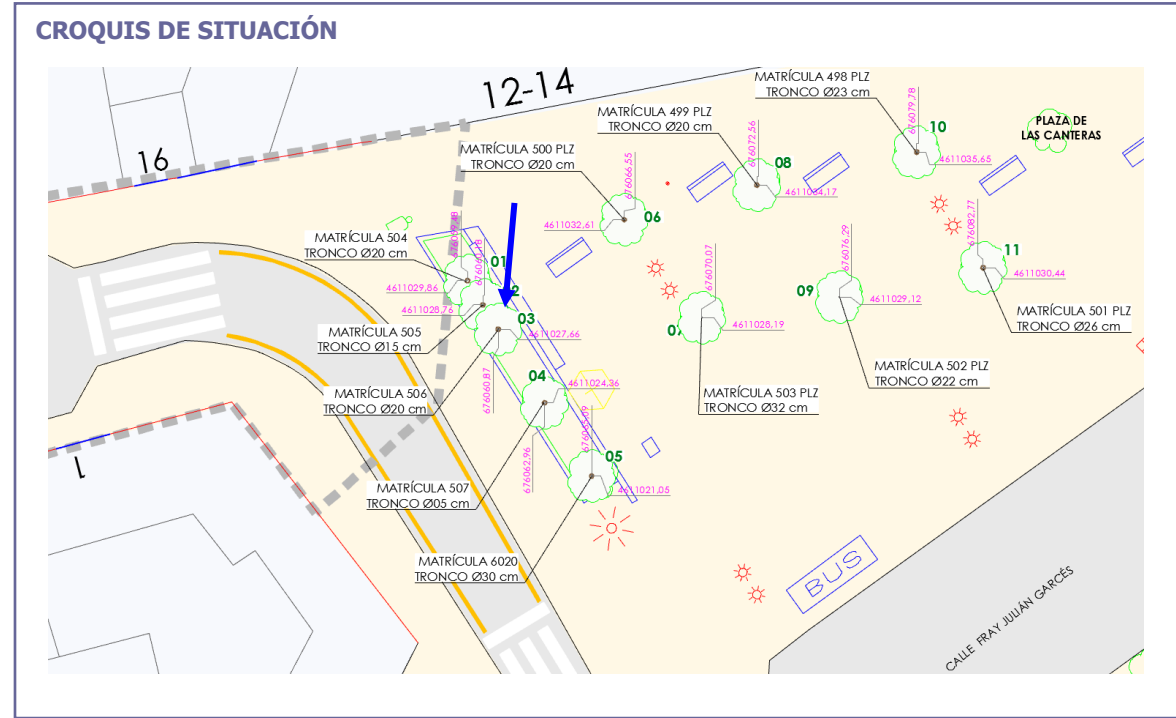 CROQUIS DE SITUACIÓN
12-14
16
MATRÍCULA 498 PLZ
TRONCO Ø23 cm
676079,78
10
4611035,65
PLAZA DE
LAS CANTERAS
MATRÍCULA 499 PLZ
TRONCO Ø20 cm
676072,56
08
4611034,17
MATRÍCULA 500 PLZ
TRONCO Ø20 cm
676066,55
06
4611032,61
MATRÍCULA 504
TRONCO Ø20 cm
01
4611029,86
4611028,76
MATRÍCULA 505
TRONCO Ø15 cm
2
03
4611027,66
676060,87
MATRÍCULA 506
TRONCO Ø20 cm
04
4611024,36
676062,96
MATRÍCULA 507
TRONCO Ø05 cm
05
4611021,05
MATRÍCULA 6020
TRONCO Ø30 cm
676070,07
4611028,19
MATRÍCULA 503 PLZ
TRONCO Ø32 cm
676076,29
09
4611029,12
MATRÍCULA 502 PLZ
TRONCO Ø22 cm
676082,77
11
4611030,44
MATRÍCULA 501 PLZ
TRONCO Ø26 cm
1
BUS
CALLE FRAY JULIÁN GARCÉS